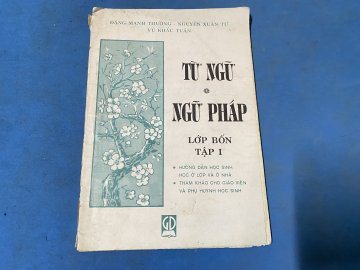 ĐẶNG MẠNH THƯỜNG - NGUYỄN XUÂN TỨ
VŨ KHẮC TUÂN
TỪ NGỮ
NGỮ PHÁP
LỚP BỐN
TẬP I
★ HƯỚNG DẪN HỌC SINH
HỌC Ở LỚP VÀ Ở NHÀ
★ THAM KHẢO CHO GIÁO VIÊN
VÀ PHỤ HUYNH HỌC SINH
GD